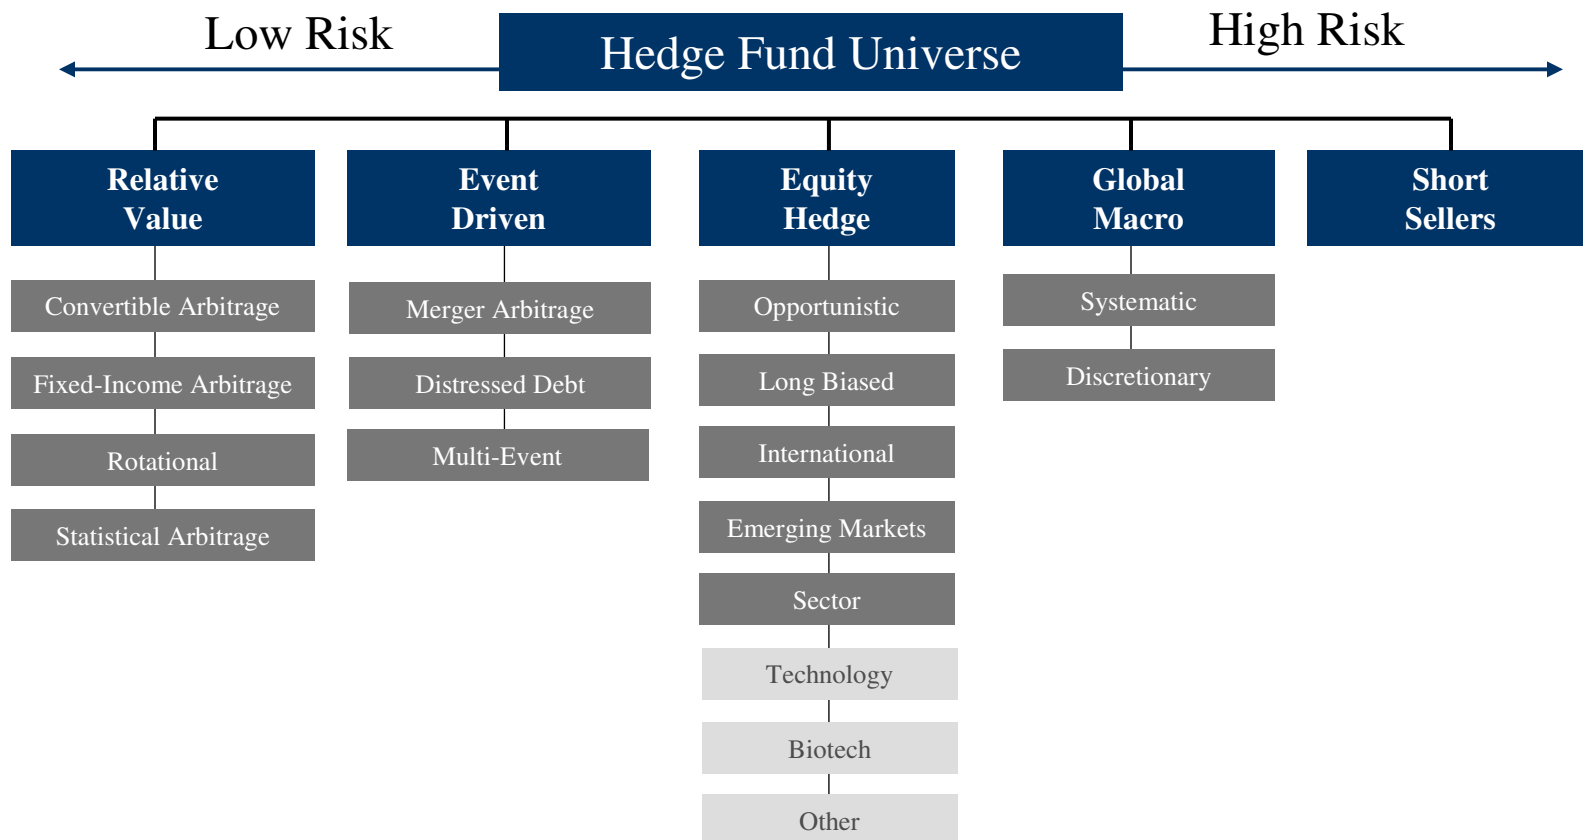 Low Risk
Hedge Fund Universe
High Risk
Relative
Value
Event
Driven
Equity
Hedge
Global
Macro
Short
Sellers
Convertible Arbitrage
Fixed-Income Arbitrage
Rotational
Statistical Arbitrage
Merger Arbitrage
Distressed Debt
Multi-Event
Opportunistic
Long Biased
International
Emerging Markets
Sector
Technology
Biotech
Other
Systematic
Discretionary